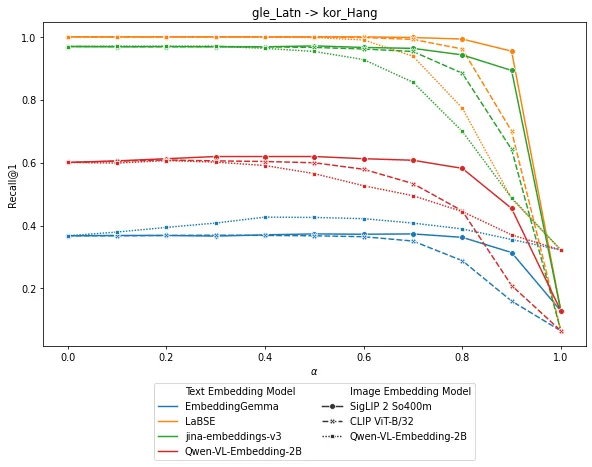 gle_Latn -> kor_Hang
Recall@1
1.0
0.8
0.6
0.4
0.2
0.0
0.2
0.4
0.6
0.8
1.0
α
Text Embedding Model
EmbeddingGemma
LaBSE
jina-embeddings-v3
Qwen-VL-Embedding-2B
Image Embedding Model
SigLIP 2 So400m
CLIP ViT-B/32
Qwen-VL-Embedding-2B